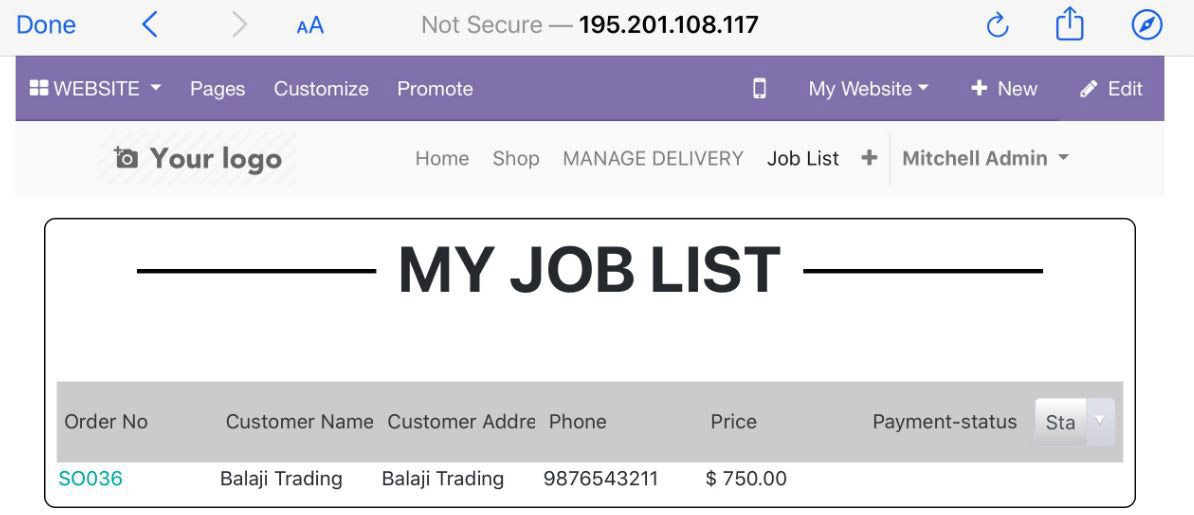 Done AA Not Secure — 195.201.108.117
WEBSITE Pages Customize Promote My Website New Edit
Your logo Home Shop MANAGE DELIVERY Job List + Mitchell Admin
MY JOB LIST
Order No Customer Name Customer Addre Phone Price Payment-status Sta
SO036 Balaji Trading Balaji Trading 9876543211 $ 750.00